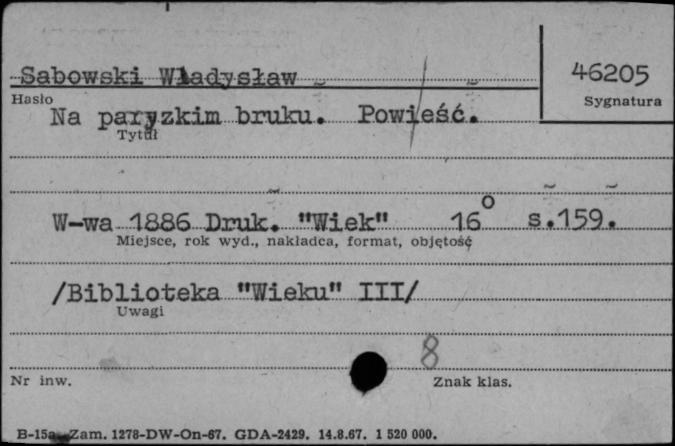 Sabowski Władysław
46205
Hasło
Sygnatura
Na paryzkim bruku. Powieść.
Tytuł
W-wa 1886 Druk. "Wiek" 16° s.159.
Miejsce, rok wyd., nakładca, format, objętość
/Biblioteka "Wieku" III/
Uwagi
8
Nr inw.
Znak klas.
B-15a. Zam. 1278-DW-On-67. GDA-2429. 14.8.67. 1 520 000.